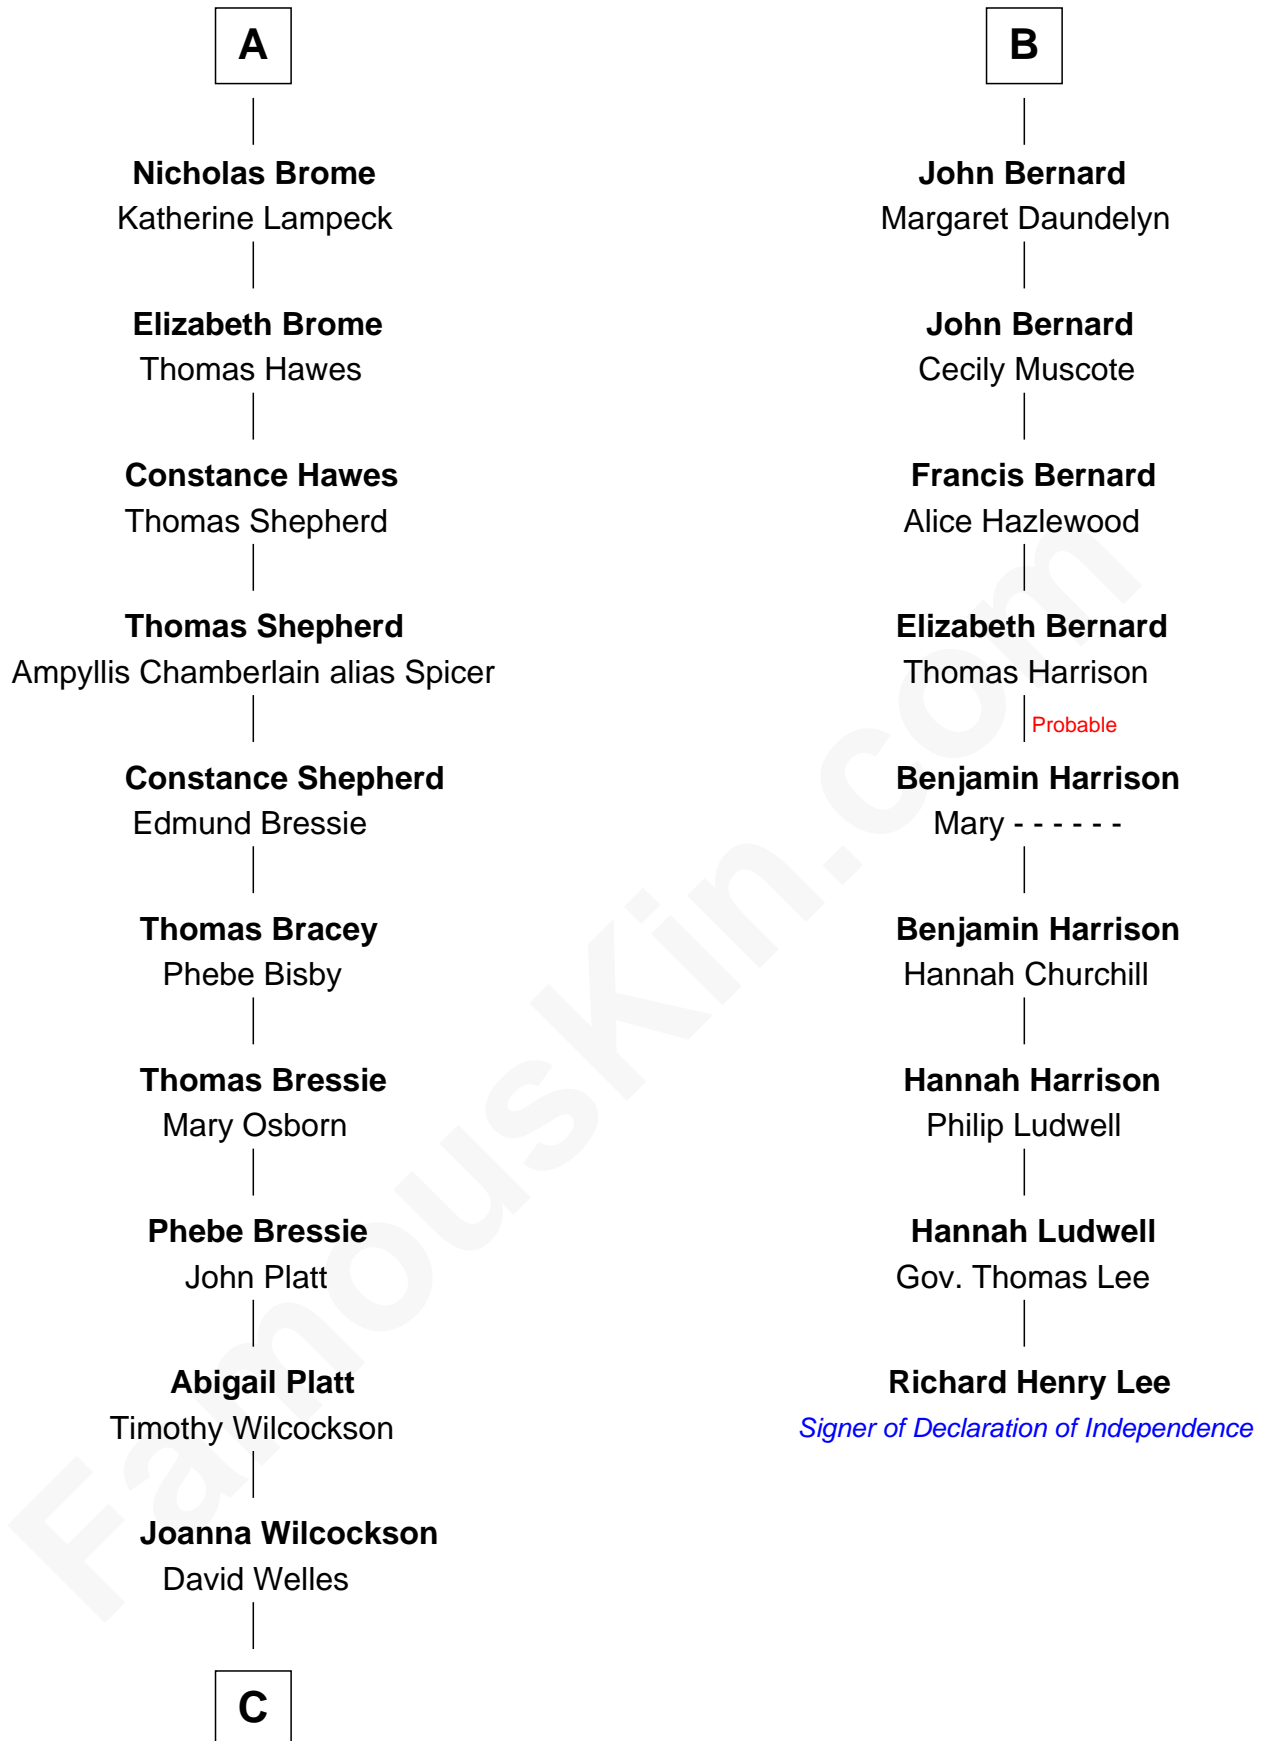 A
Nicholas Brome
Katherine Lampeck
Elizabeth Brome
Thomas Hawes
Constance Hawes
Thomas Shepherd
Thomas Shepherd
Ampyllis Chamberlain alias Spicer
Constance Shepherd
Edmund Bressie
Thomas Bracey
Phebe Bisby
Thomas Bressie
Mary Osborn
Phebe Bressie
John Platt
Abigail Platt
Timothy Wilcockson
Joanna Wilcockson
David Welles
C
B
John Bernard
Margaret Daundelyn
John Bernard
Cecily Muscote
Francis Bernard
Alice Hazlewood
Elizabeth Bernard
Thomas Harrison
Probable
Benjamin Harrison
Mary - - - - - -
Benjamin Harrison
Hannah Churchill
Hannah Harrison
Philip Ludwell
Hannah Ludwell
Gov. Thomas Lee
Richard Henry Lee
Signer of Declaration of Independence
FamousKin.com